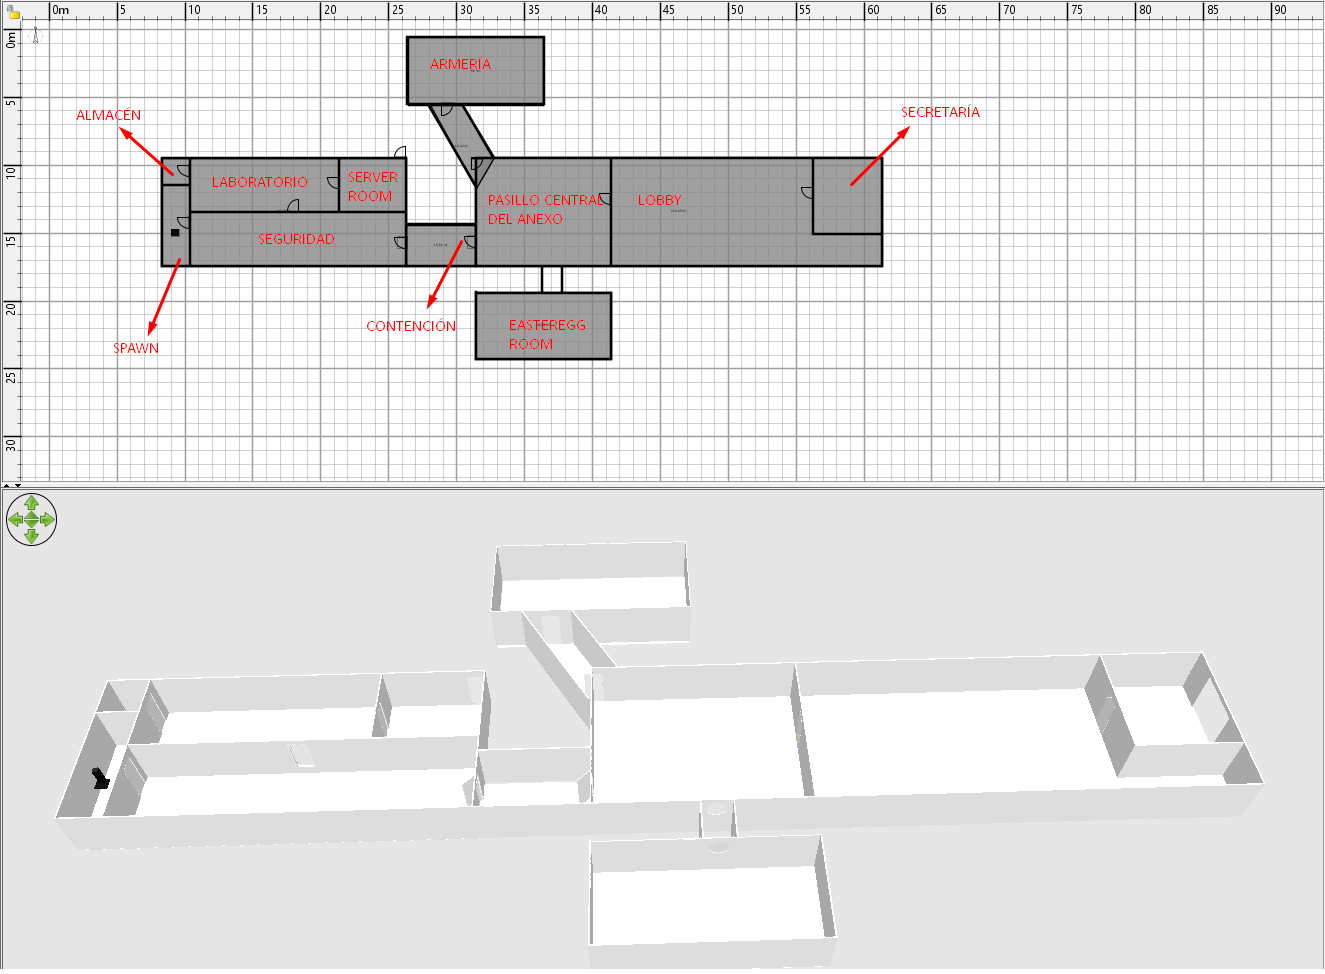 0m 5 10 15 20 25 30 35 40 45 50 55 60 65 70 75 80 85 90
0m
ARMERÍA
5
ALMACÉN
SECRETARÍA
10
LABORATORIO
SERVER
ROOM
PASILLO CENTRAL
DEL ANEXO
LOBBY
15
SEGURIDAD
20
CONTENCIÓN
EASTEREGG
ROOM
SPAWN
25
30